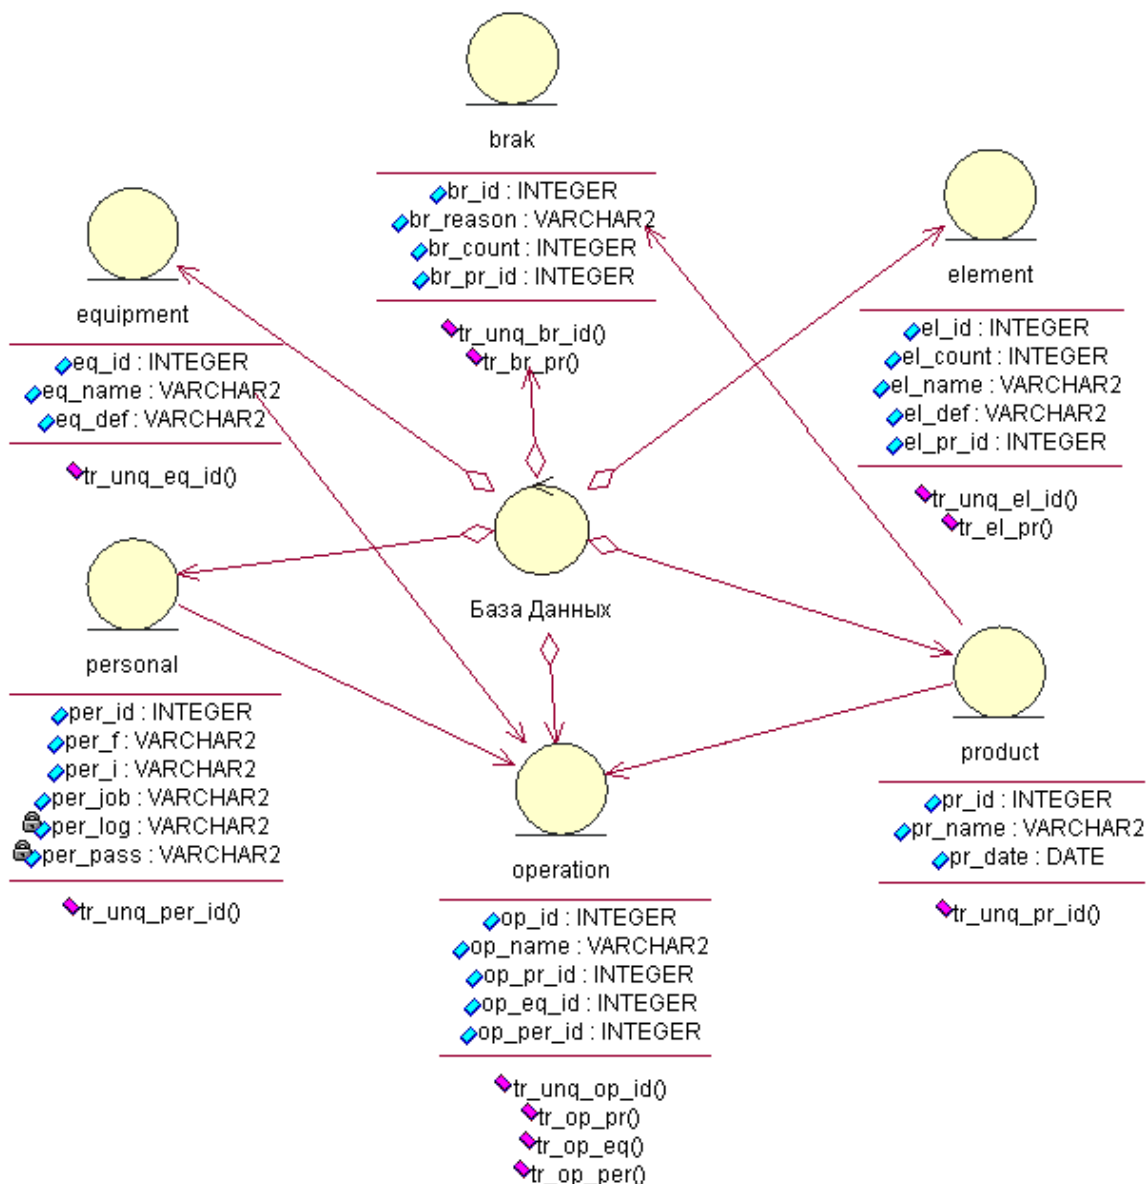 brak
br_id : INTEGER
br_reason : VARCHAR2
br_count : INTEGER
br_pr_id : INTEGER
tr_unq_br_id()
tr_br_pr()
equipment
eq_id : INTEGER
eq_name : VARCHAR2
eq_def : VARCHAR2
tr_unq_eq_id()
element
el_id : INTEGER
el_count : INTEGER
el_name : VARCHAR2
el_def : VARCHAR2
el_pr_id : INTEGER
tr_unq_el_id()
tr_el_pr()
База Данных
personal
per_id : INTEGER
per_f : VARCHAR2
per_i : VARCHAR2
per_job : VARCHAR2
per_log : VARCHAR2
per_pass : VARCHAR2
tr_unq_per_id()
product
pr_id : INTEGER
pr_name : VARCHAR2
pr_date : DATE
tr_unq_pr_id()
operation
op_id : INTEGER
op_name : VARCHAR2
op_pr_id : INTEGER
op_eq_id : INTEGER
op_per_id : INTEGER
tr_unq_op_id()
tr_op_pr()
tr_op_eq()
tr_op_per()